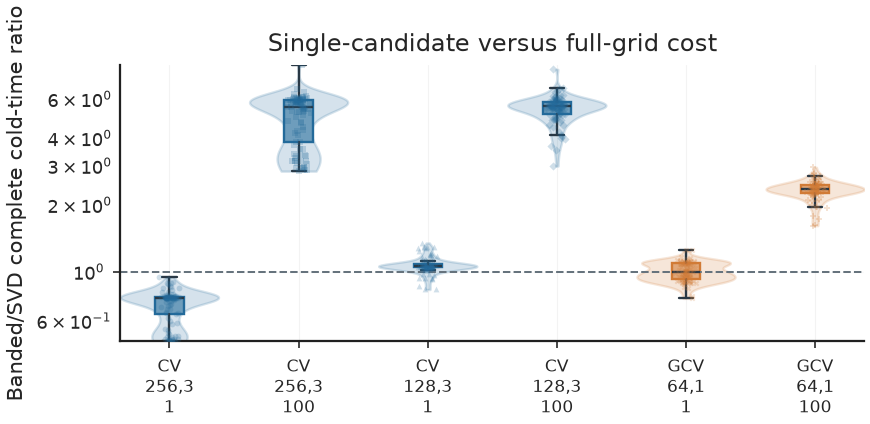 Single-candidate versus full-grid cost
Banded/SVD complete cold-time ratio
6 × 10⁰
4 × 10⁰
3 × 10⁰
2 × 10⁰
10⁰
6 × 10⁻¹
CV CV CV CV GCV GCV
256,3 256,3 128,3 128,3 64,1 64,1
1 100 1 100 1 100